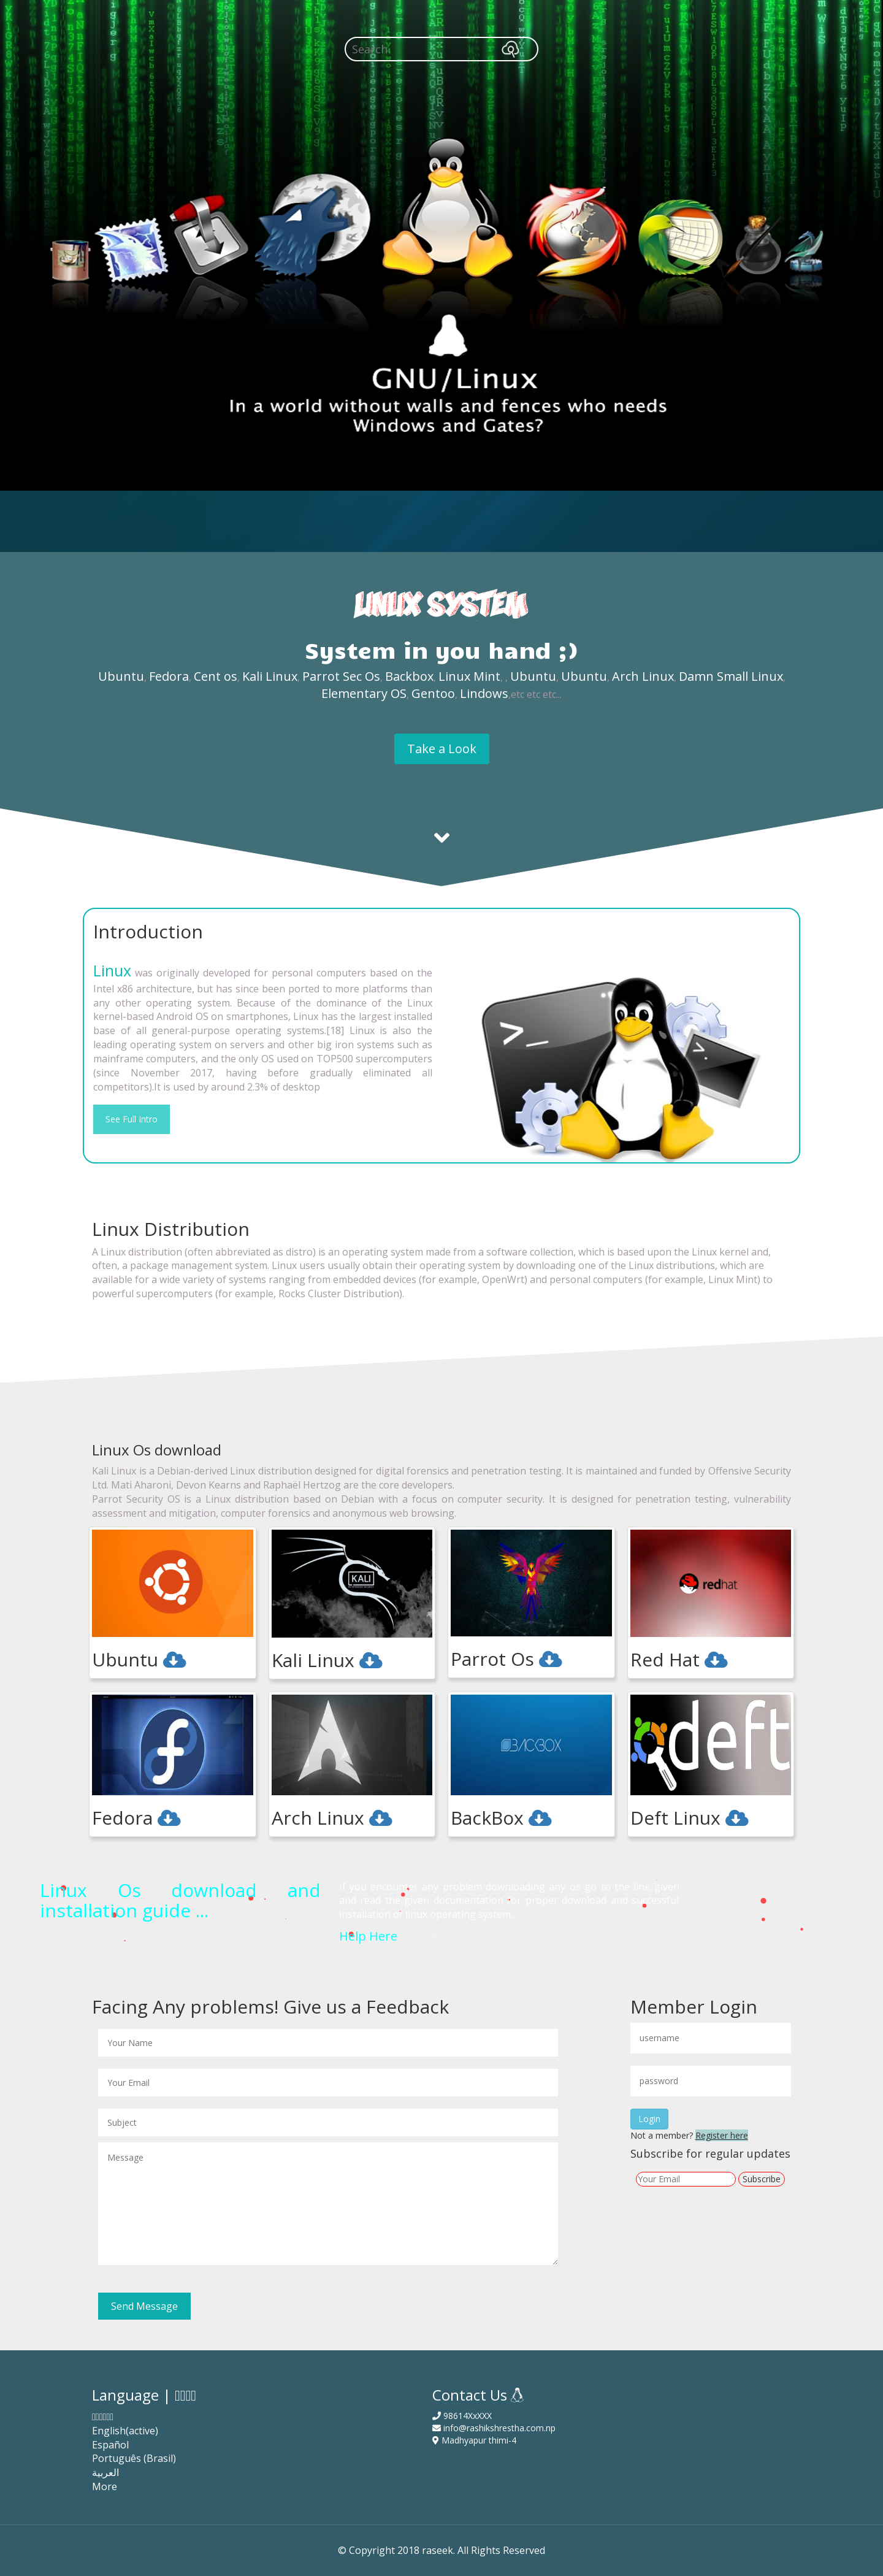 Search
GNU/Linux
In a world without walls and fences who needs
Windows and Gates?
LINUX SYSTEM
System in you hand ;)
Ubuntu, Fedora, Cent os, Kali Linux, Parrot Sec Os, Backbox, Linux Mint, , Ubuntu, Ubuntu, Arch Linux, Damn Small Linux,
Elementary OS, Gentoo, Lindows,etc etc etc...
Take a Look
Introduction
Linux was originally developed for personal computers based on the
Intel x86 architecture, but has since been ported to more platforms than
any other operating system. Because of the dominance of the Linux
kernel-based Android OS on smartphones, Linux has the largest installed
base of all general-purpose operating systems.[18] Linux is also the
leading operating system on servers and other big iron systems such as
mainframe computers, and the only OS used on TOP500 supercomputers
(since November 2017, having before gradually eliminated all
competitors).It is used by around 2.3% of desktop
See Full Intro
Linux Distribution
A Linux distribution (often abbreviated as distro) is an operating system made from a software collection, which is based upon the Linux kernel and,
often, a package management system. Linux users usually obtain their operating system by downloading one of the Linux distributions, which are
available for a wide variety of systems ranging from embedded devices (for example, OpenWrt) and personal computers (for example, Linux Mint) to
powerful supercomputers (for example, Rocks Cluster Distribution).
Linux Os download
Kali Linux is a Debian-derived Linux distribution designed for digital forensics and penetration testing. It is maintained and funded by Offensive Security
Ltd. Mati Aharoni, Devon Kearns and Raphaël Hertzog are the core developers.
Parrot Security OS is a Linux distribution based on Debian with a focus on computer security. It is designed for penetration testing, vulnerability
assessment and mitigation, computer forensics and anonymous web browsing.
KALI
redhat
Ubuntu
Kali Linux
Parrot Os
Red Hat
BACKBOX
deft
Fedora
Arch Linux
BackBox
Deft Linux
Linux Os download and
installation guide ...
If you encounter any problem downloading any os go to the link given
and read the given documentation for proper download and successful
installation of linux operating system...
Help Here
Facing Any problems! Give us a Feedback
Your Name
Your Email
Subject
Message
Send Message
Member Login
username
password
Login
Not a member? Register here
Subscribe for regular updates
Your Email Subscribe
Language |
English(active)
Español
Português (Brasil)
العربية
More
Contact Us
98614XxXXX
info@rashikshrestha.com.np
Madhyapur thimi-4
© Copyright 2018 raseek. All Rights Reserved